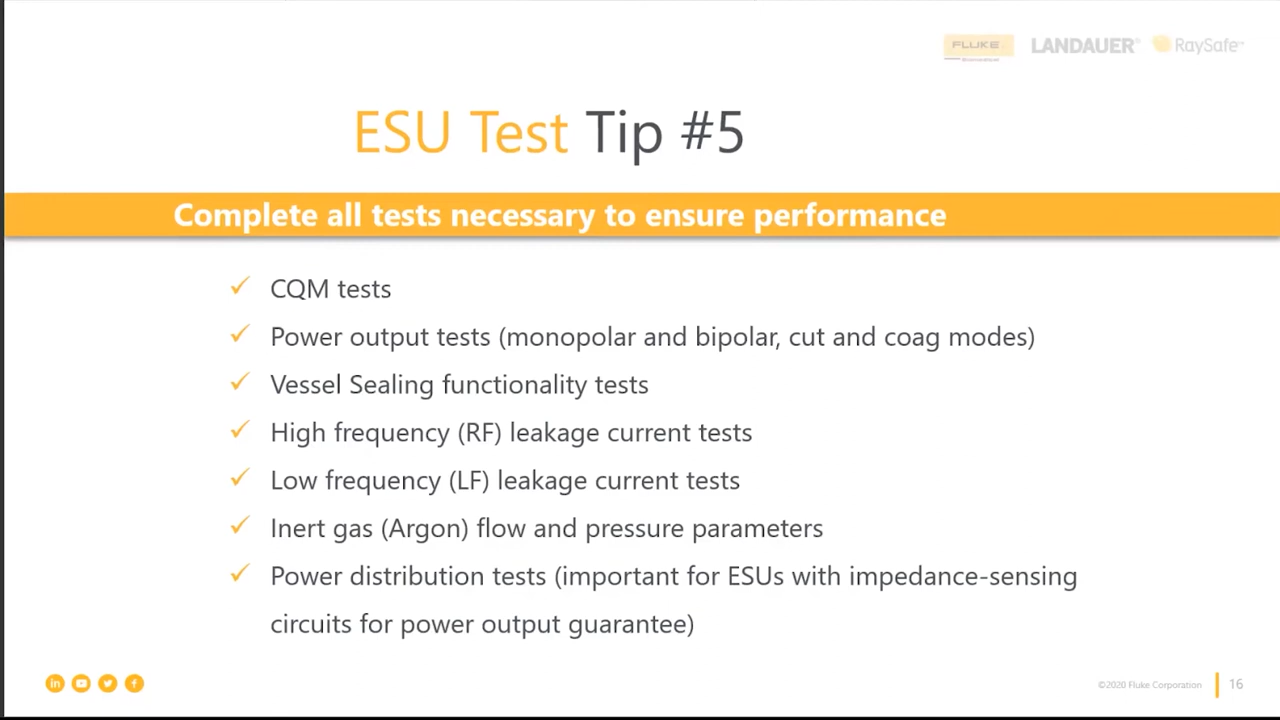 FLUKE
LANDAUER®
RaySafe™
ESU Test Tip #5
Complete all tests necessary to ensure performance
✓ CQM tests
✓ Power output tests (monopolar and bipolar, cut and coag modes)
✓ Vessel Sealing functionality tests
✓ High frequency (RF) leakage current tests
✓ Low frequency (LF) leakage current tests
✓ Inert gas (Argon) flow and pressure parameters
✓ Power distribution tests (important for ESUs with impedance-sensing
circuits for power output guarantee)
©2020 Fluke Corporation
16